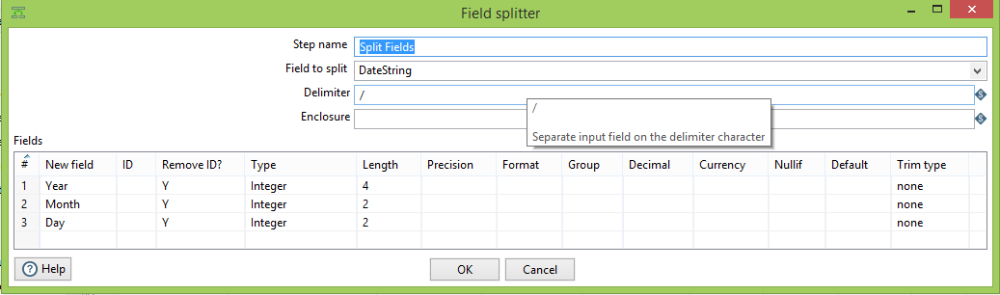 Field splitter
Step name Split Fields
Field to split DateString
Delimiter /
/
Enclosure
Separate input field on the delimiter character
Fields
# New field ID Remove ID? Type Length Precision Format Group Decimal Currency Nullif Default Trim type
1 Year Y Integer 4 none
2 Month Y Integer 2 none
3 Day Y Integer 2 none
? Help OK Cancel